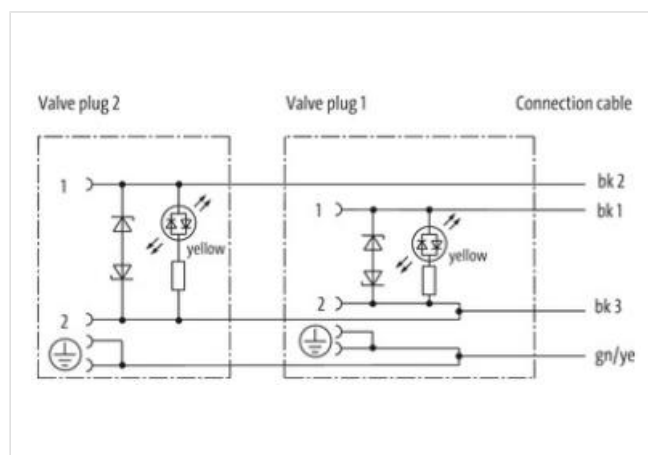 Valve plug 2 Valve plug 1 Connection cable
1 bk 2
1 bk 1
yellow yellow
2 bk 3
2
gn/ye